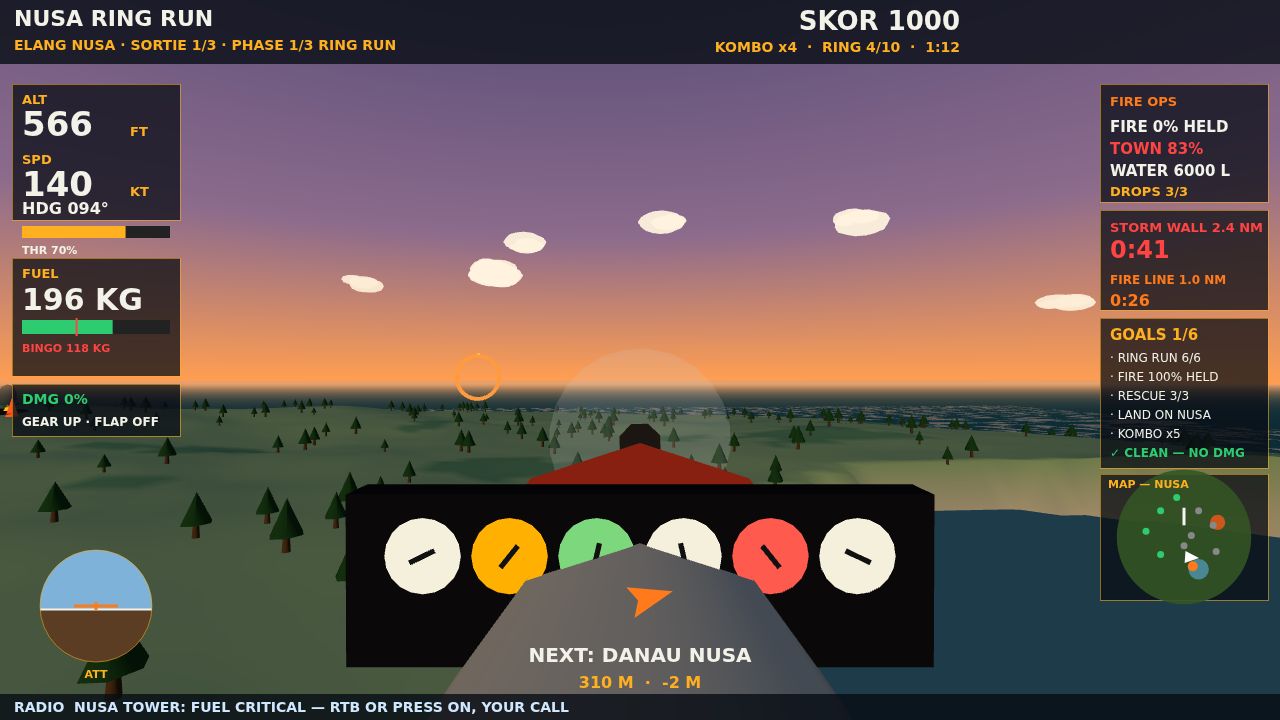 NUSA RING RUN
ELANG NUSA · SORTIE 1/3 · PHASE 1/3 RING RUN
SKOR 1000
KOMBO x4 · RING 4/10 · 1:12
ALT
566 FT
SPD
140 KT
HDG 094°
THR 70%
FUEL
196 KG
BINGO 118 KG
DMG 0%
GEAR UP · FLAP OFF
FIRE OPS
FIRE 0% HELD
TOWN 83%
WATER 6000 L
DROPS 3/3
STORM WALL 2.4 NM
0:41
FIRE LINE 1.0 NM
0:26
GOALS 1/6
· RING RUN 6/6
· FIRE 100% HELD
· RESCUE 3/3
· LAND ON NUSA
· KOMBO x5
✓ CLEAN — NO DMG
MAP — NUSA
ATT
NEXT: DANAU NUSA
310 M · -2 M
RADIO NUSA TOWER: FUEL CRITICAL — RTB OR PRESS ON, YOUR CALL